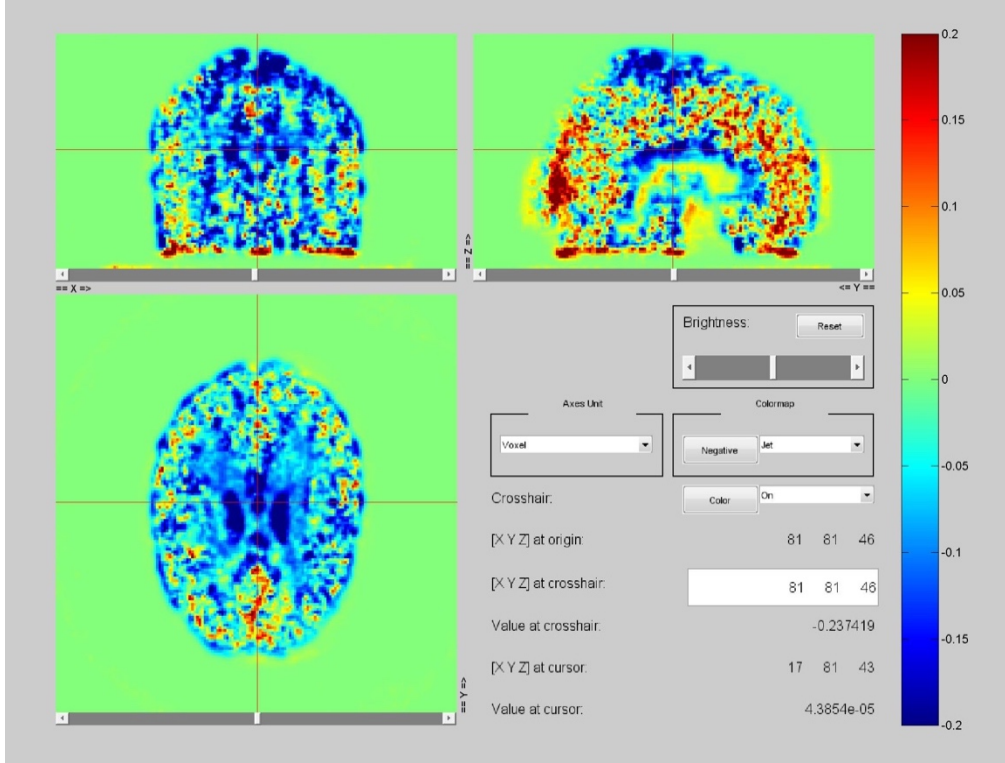 == X =>
== Z =>
<= Y ==
== Y =>
Brightness:
Reset
Axes Unit
Voxel
Colormap
Negative
Jet
Crosshair:
Color
On
[X Y Z] at origin:
81 81 46
[X Y Z] at crosshair:
81 81 46
Value at crosshair:
-0.237419
[X Y Z] at cursor:
17 81 43
Value at cursor:
4.3854e-05
0.2
0.15
0.1
0.05
0
-0.05
-0.1
-0.15
-0.2